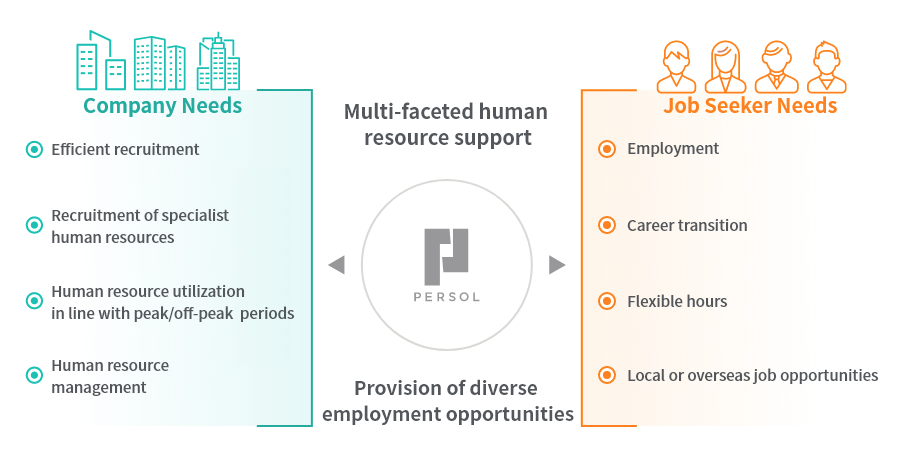 Company Needs
Efficient recruitment
Recruitment of specialist
human resources
Human resource utilization
in line with peak/off-peak periods
Human resource
management
Multi-faceted human
resource support
PERSOL
Provision of diverse
employment opportunities
Job Seeker Needs
Employment
Career transition
Flexible hours
Local or overseas job opportunities